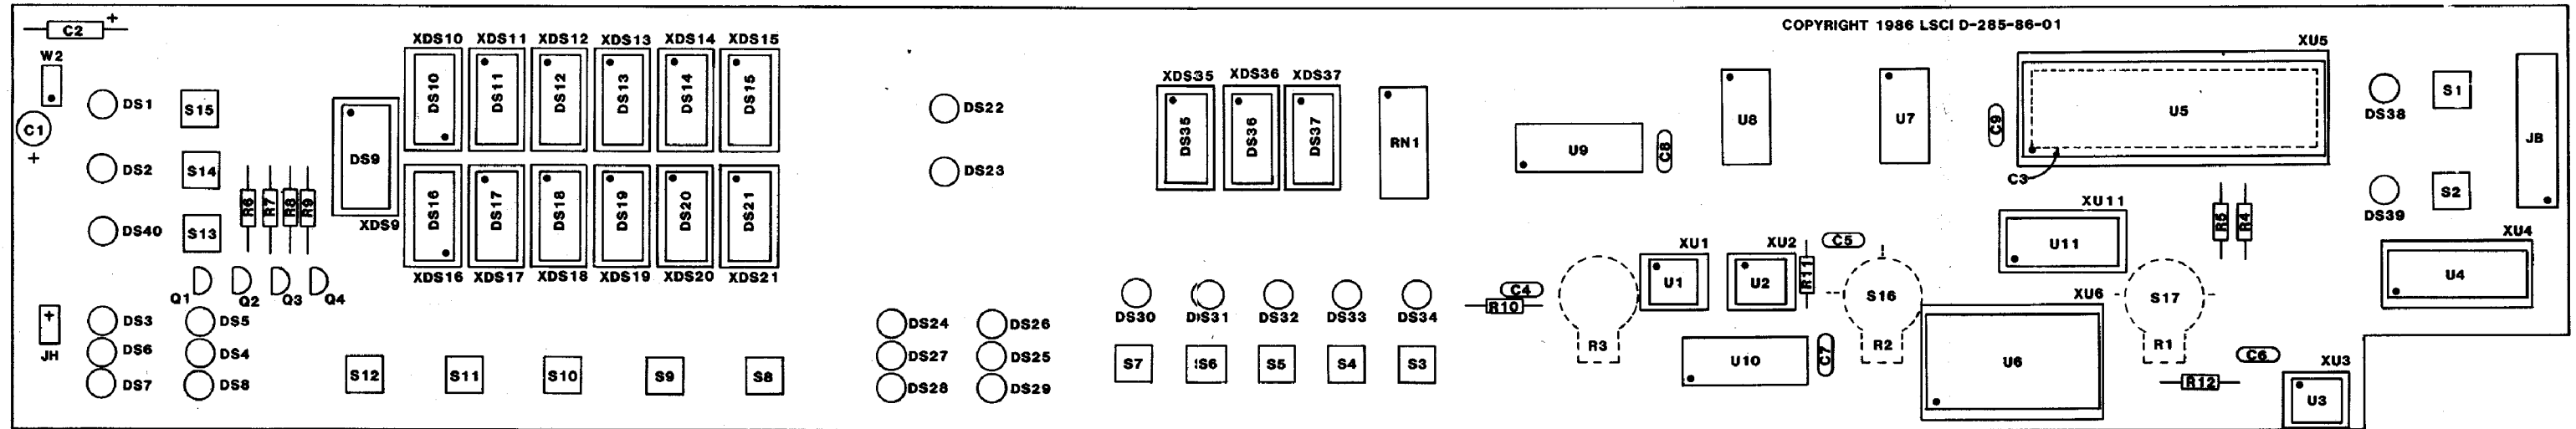 COPYRIGHT 1986 LSCI D-285-86-01
C2 +
W2
C1
+
DS1
DS2
DS40
S15
S14
S13
R6 R7 R8 R9
Q1 Q2 Q3 Q4
+
JH
DS3 DS5
DS6 DS4
DS7 DS8
DS9
XDS9
XDS10 XDS11 XDS12 XDS13 XDS14 XDS15
DS10 DS11 DS12 DS13 DS14 DS15
DS16 DS17 DS18 DS19 DS20 DS21
XDS16 XDS17 XDS18 XDS19 XDS20 XDS21
S12 S11 S10 S9 S8
DS22
DS23
DS24 DS26
DS27 DS25
DS28 DS29
XDS35 XDS36 XDS37
DS35 DS36 DS37
RN1
DS30 DS31 DS32 DS33 DS34
S7 S6 S5 S4 S3
U9
C8
U8
U7
C9
XU5
U5
C3
C4
R10
R3
XU1
U1
XU2
U2
R11
C5
U10
C7
S16
R2
XU11
U11
XU6
U6
S17
R1
R5 R4
C6
R12
XU3
U3
DS38
S1
DS39
S2
JB
XU4
U4